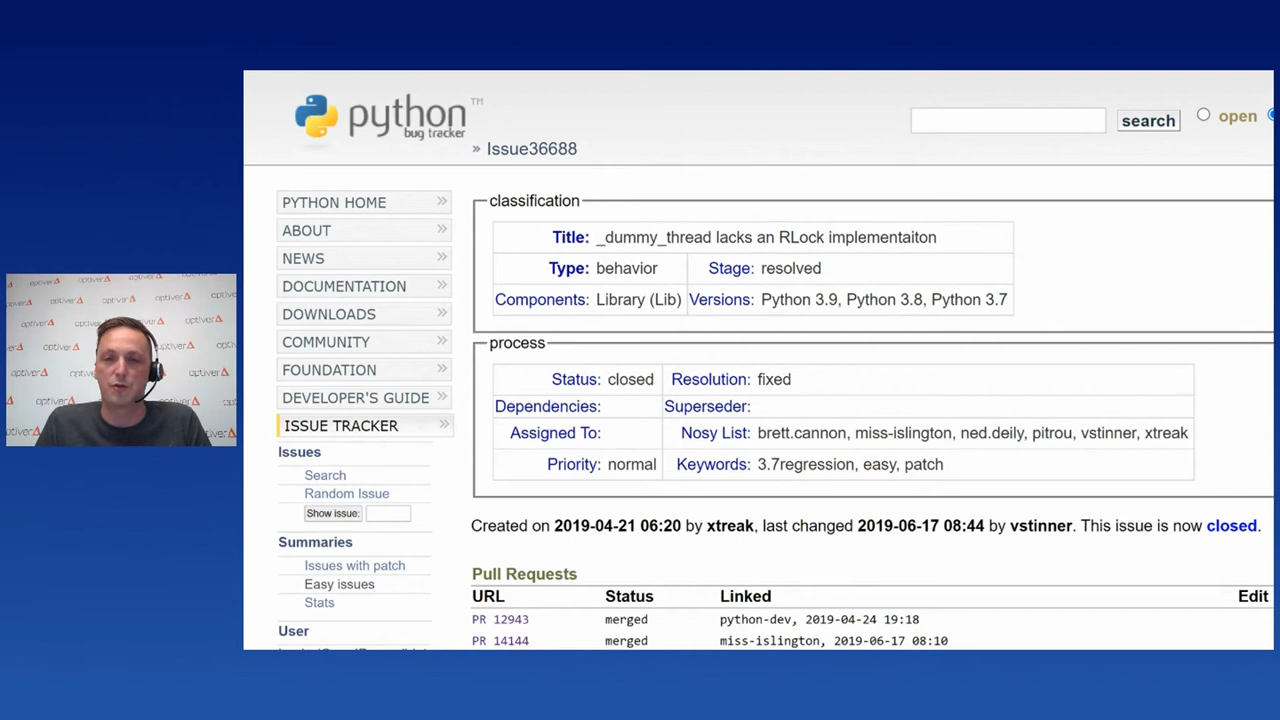 python™
bug tracker
» Issue36688
search
open
PYTHON HOME »
ABOUT »
NEWS »
DOCUMENTATION »
DOWNLOADS »
COMMUNITY »
FOUNDATION »
DEVELOPER'S GUIDE »
ISSUE TRACKER »
Issues
Search
Random Issue
Show issue:
Summaries
Issues with patch
Easy issues
Stats
User
classification
Title: _dummy_thread lacks an RLock implementaiton
Type: behavior Stage: resolved
Components: Library (Lib) Versions: Python 3.9, Python 3.8, Python 3.7
process
Status: closed Resolution: fixed
Dependencies: Superseder:
Assigned To: Nosy List: brett.cannon, miss-islington, ned.deily, pitrou, vstinner, xtreak
Priority: normal Keywords: 3.7regression, easy, patch
Created on 2019-04-21 06:20 by xtreak, last changed 2019-06-17 08:44 by vstinner. This issue is now closed.
Pull Requests
URL Status Linked Edit
PR 12943 merged python-dev, 2019-04-24 19:18
PR 14144 merged miss-islington, 2019-06-17 08:10
optiver